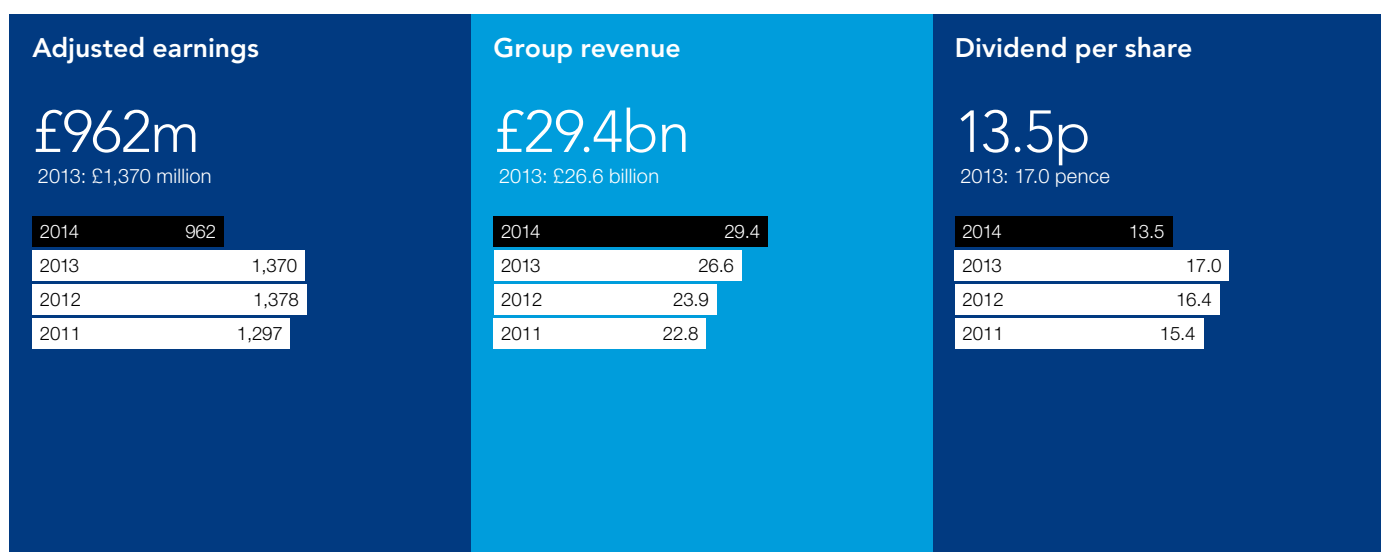 Adjusted earnings
£962m
2013: £1,370 million
2014 962
2013 1,370
2012 1,378
2011 1,297
Group revenue
£29.4bn
2013: £26.6 billion
2014 29.4
2013 26.6
2012 23.9
2011 22.8
Dividend per share
13.5p
2013: 17.0 pence
2014 13.5
2013 17.0
2012 16.4
2011 15.4